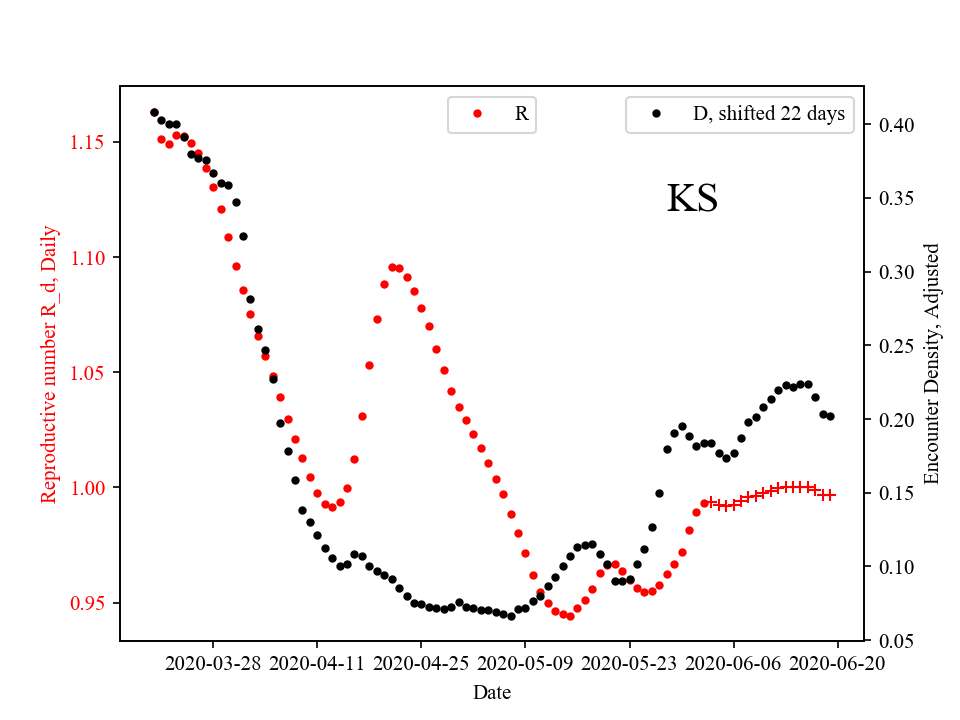 R
D, shifted 22 days
KS
Reproductive number R_d, Daily
1.15
1.10
1.05
1.00
0.95
0.40
0.35
0.30
0.25
0.20
0.15
0.10
0.05
Encounter Density, Adjusted
2020-03-28 2020-04-11 2020-04-25 2020-05-09 2020-05-23 2020-06-06 2020-06-20
Date